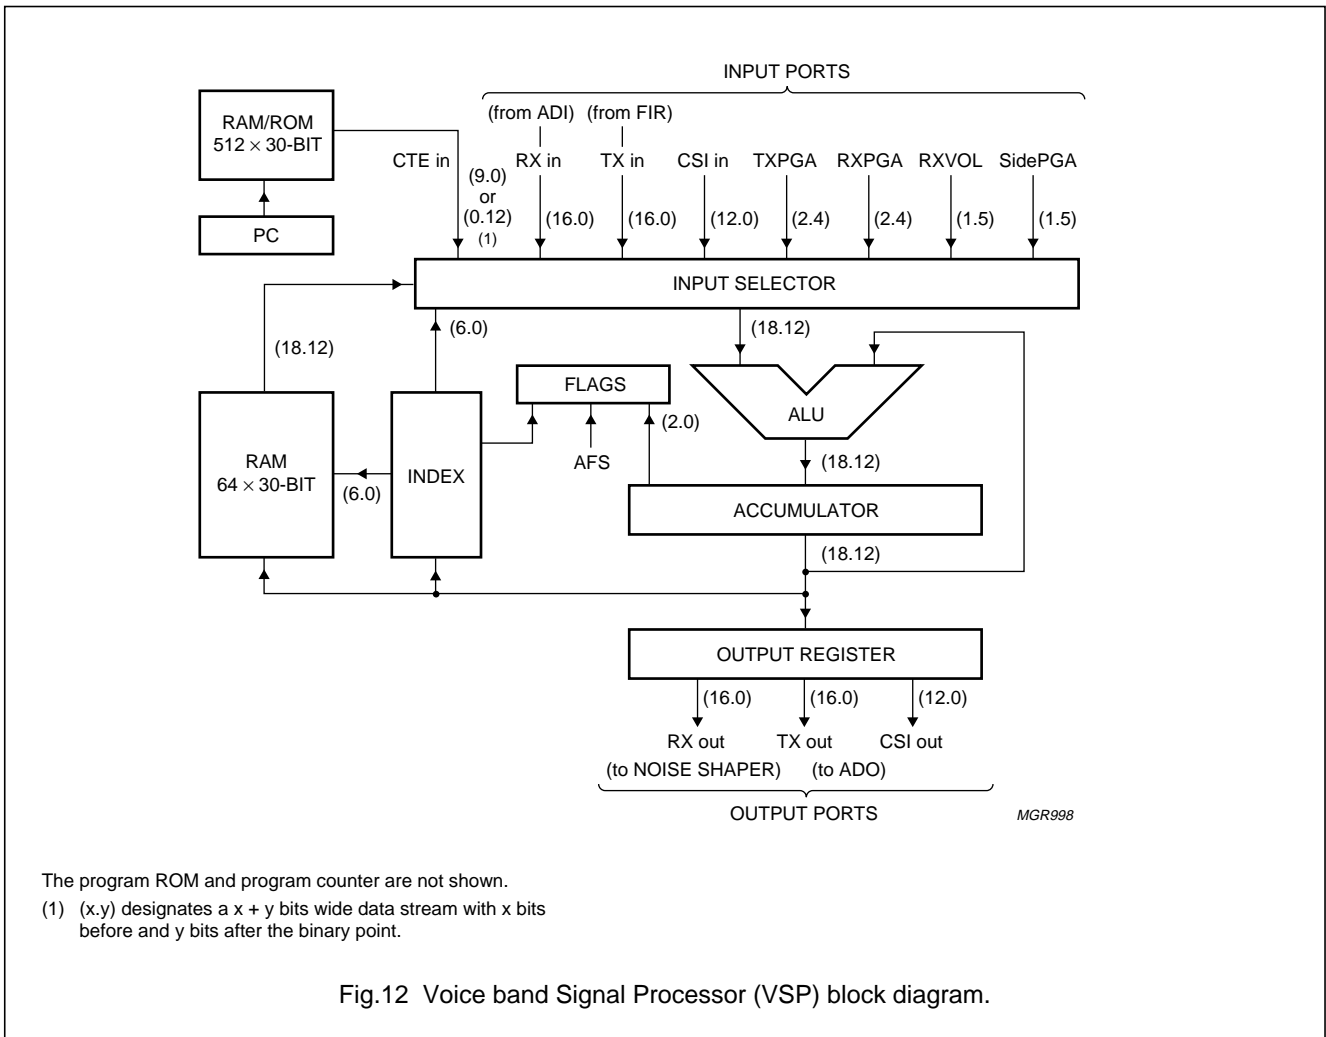 INPUT PORTS
(from ADI) (from FIR)
RAM/ROM
512 × 30-BIT
CTE in
RX in TX in CSI in TXPGA RXPGA RXVOL SidePGA
(9.0)
or
(0.12)
(1)
(16.0) (16.0) (12.0) (2.4) (2.4) (1.5) (1.5)
PC
INPUT SELECTOR
(18.12)
(6.0)
(18.12)
FLAGS
(2.0)
AFS
ALU
RAM
64 × 30-BIT
(6.0)
INDEX
(18.12)
ACCUMULATOR
(18.12)
OUTPUT REGISTER
(16.0) (16.0) (12.0)
RX out TX out CSI out
(to NOISE SHAPER) (to ADO)
OUTPUT PORTS
MGR998
The program ROM and program counter are not shown.
(1) (x.y) designates a x + y bits wide data stream with x bits
before and y bits after the binary point.
Fig.12 Voice band Signal Processor (VSP) block diagram.